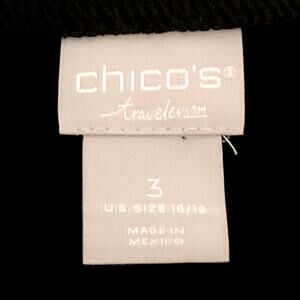 chico's®
travelers™
3
U.S. SIZE 16/18
MADE IN
MEXICO